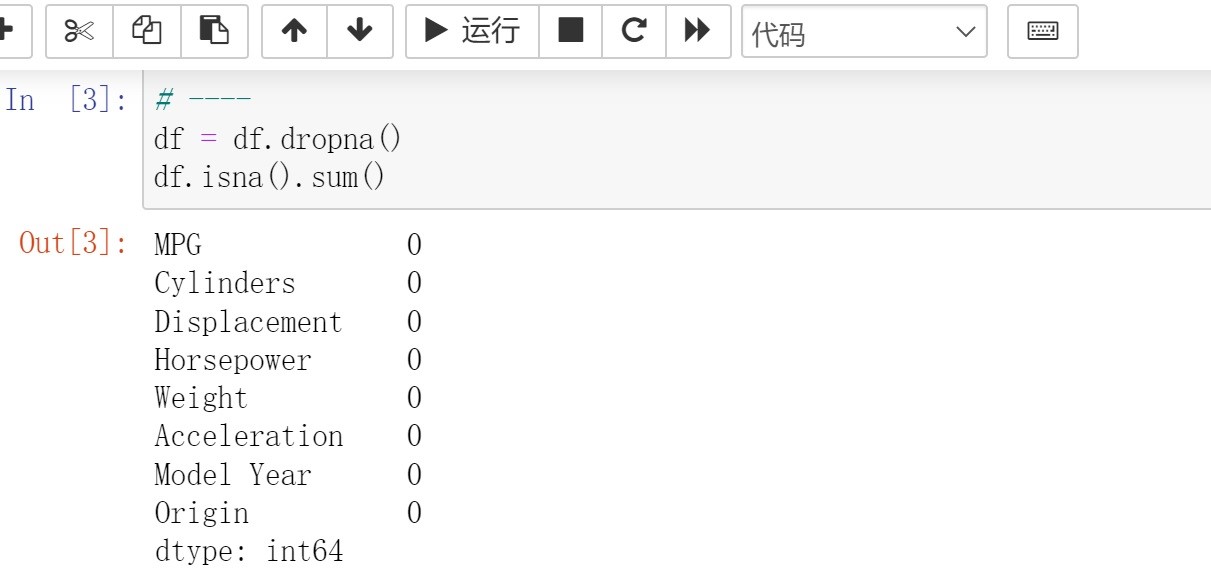 运行
代码
In [3]:
# ----
df = df.dropna()
df.isna().sum()
Out[3]:
MPG 0
Cylinders 0
Displacement 0
Horsepower 0
Weight 0
Acceleration 0
Model Year 0
Origin 0
dtype: int64